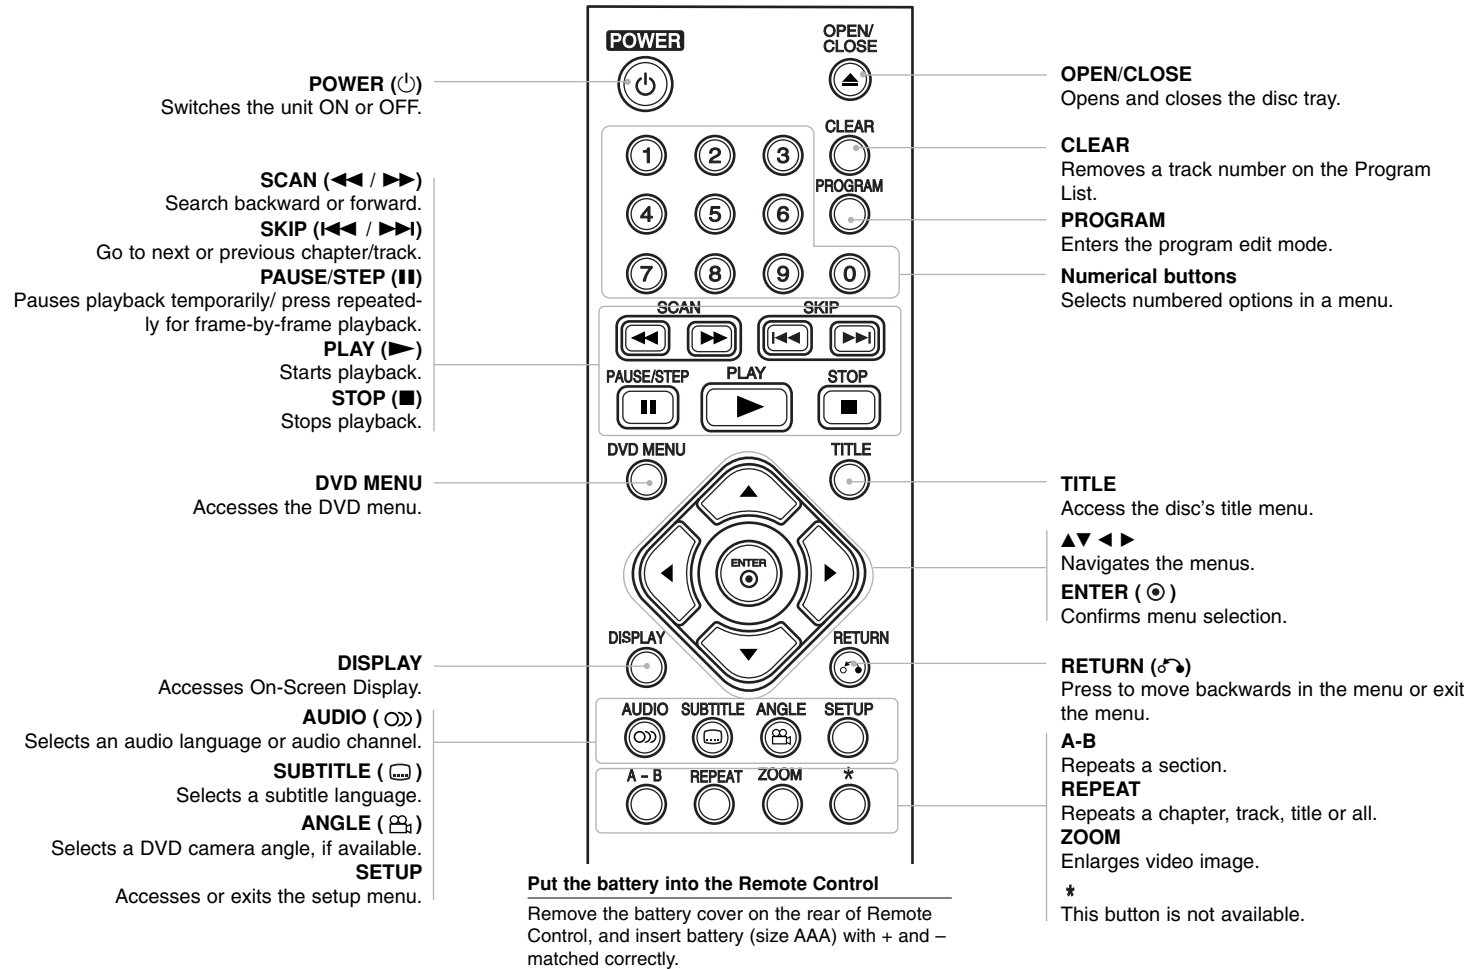 POWER (⏻)
Switches the unit ON or OFF.
SCAN (◀◀ / ▶▶)
Search backward or forward.
SKIP (I◀◀ / ▶▶I)
Go to next or previous chapter/track.
PAUSE/STEP (II)
Pauses playback temporarily/ press repeated-
ly for frame-by-frame playback.
PLAY (▶)
Starts playback.
STOP (■)
Stops playback.
DVD MENU
Accesses the DVD menu.
DISPLAY
Accesses On-Screen Display.
AUDIO ( )
Selects an audio language or audio channel.
SUBTITLE ( )
Selects a subtitle language.
ANGLE ( )
Selects a DVD camera angle, if available.
SETUP
Accesses or exits the setup menu.
POWER
OPEN/
CLOSE
CLEAR
1 2 3
PROGRAM
4 5 6
7 8 9 0
SCAN SKIP
PAUSE/STEP PLAY STOP
DVD MENU TITLE
ENTER
DISPLAY RETURN
AUDIO SUBTITLE ANGLE SETUP
A - B REPEAT ZOOM *
Put the battery into the Remote Control
Remove the battery cover on the rear of Remote
Control, and insert battery (size AAA) with + and –
matched correctly.
OPEN/CLOSE
Opens and closes the disc tray.
CLEAR
Removes a track number on the Program
List.
PROGRAM
Enters the program edit mode.
Numerical buttons
Selects numbered options in a menu.
TITLE
Access the disc's title menu.
▲▼ ◀ ▶
Navigates the menus.
ENTER ( ⊙ )
Confirms menu selection.
RETURN ( )
Press to move backwards in the menu or exit
the menu.
A-B
Repeats a section.
REPEAT
Repeats a chapter, track, title or all.
ZOOM
Enlarges video image.
*
This button is not available.